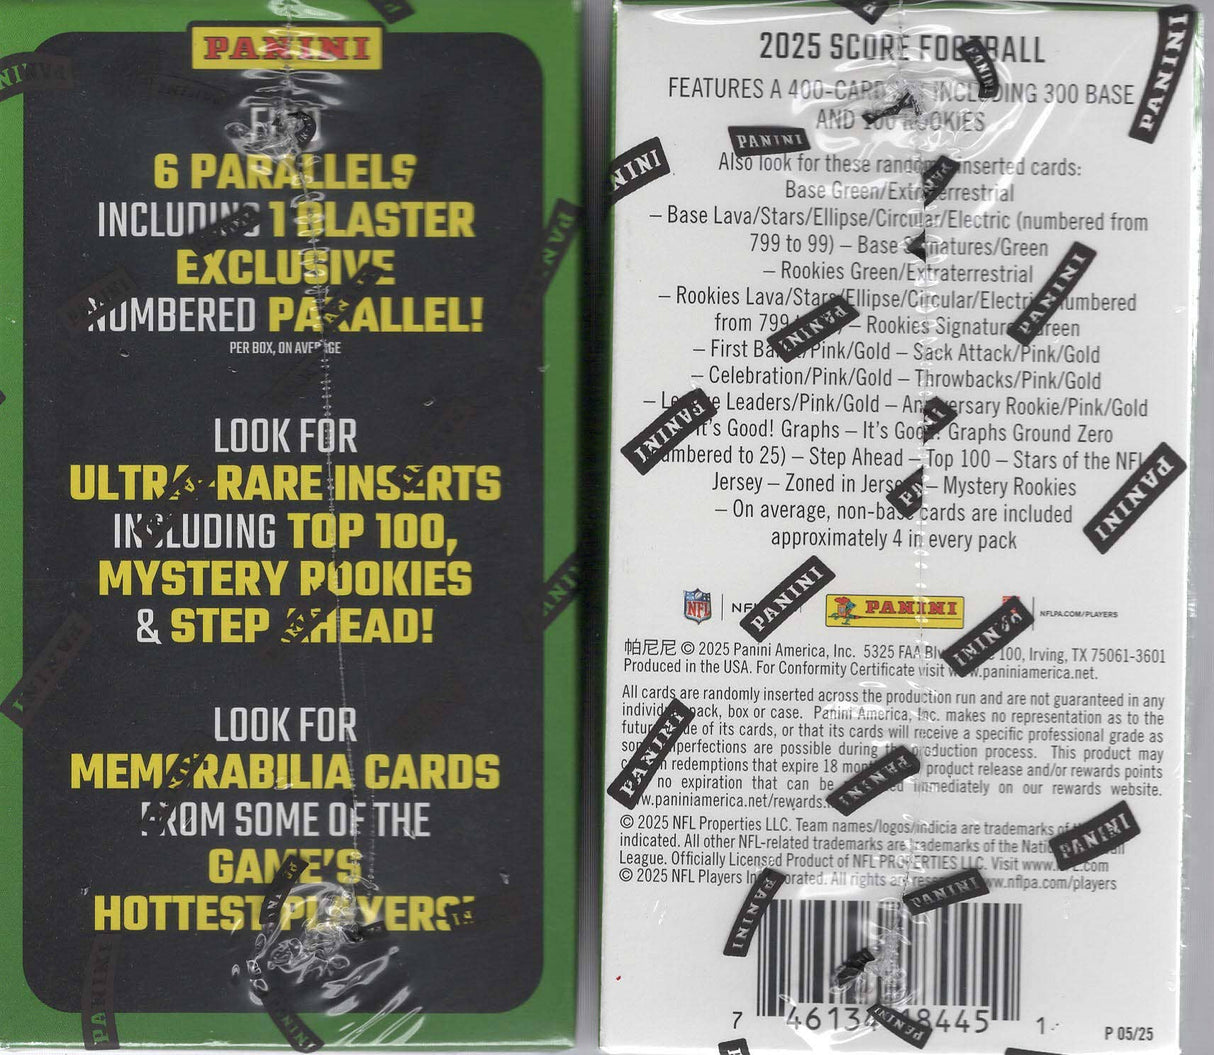 PANINI
6 PARALLELS
INCLUDING 1 BLASTER
EXCLUSIVE
NUMBERED PARALLEL!
PER BOX, ON AVERAGE
LOOK FOR
ULTRA-RARE INSERTS
INCLUDING TOP 100,
MYSTERY ROOKIES
& STEP AHEAD!
LOOK FOR
MEMORABILIA CARDS
FROM SOME OF THE
GAME'S
HOTTEST PLAYERS!
2025 SCORE FOOTBALL
FEATURES A 400-CARD INCLUDING 300 BASE
AND 100 ROOKIES
Also look for these randomly inserted cards:
Base Green/Extraterrestrial
– Base Lava/Stars/Ellipse/Circular/Electric (numbered from
799 to 99) – Base Signatures/Green
– Rookies Green/Extraterrestrial
– Rookies Lava/Stars/Ellipse/Circular/Electric numbered
from 799 – Rookies Signatures Green
– First Pink/Gold – Sack Attack/Pink/Gold
– Celebration/Pink/Gold – Throwbacks/Pink/Gold
– Leaders/Pink/Gold – Anniversary Rookie/Pink/Gold
It's Good! Graphs – It's Good! Graphs Ground Zero
numbered to 25) – Step Ahead – Top 100 – Stars of the NFL
Jersey – Zoned in Jersey – Mystery Rookies
– On average, non-base cards are included
approximately 4 in every pack
NFL
PANINI
NFLPA.COM/PLAYERS
帕尼尼 © 2025 Panini America, Inc. 5325 FAA Blv 100, Irving, TX 75061-3601
Produced in the USA. For Conformity Certificate visit www.paniniamerica.net.
All cards are randomly inserted across the production run and are not guaranteed in any
individual pack, box or case. Panini America, Inc. makes no representation as to the
future value of its cards, or that its cards will receive a specific professional grade as
some imperfections are possible during the production process. This product may
contain redemptions that expire 18 months product release and/or rewards points
no expiration that can be immediately on our rewards website.
www.paniniamerica.net/rewards.
© 2025 NFL Properties LLC. Team names/logos/indicia are trademarks of
indicated. All other NFL-related trademarks are trademarks of the National
League. Officially Licensed Product of NFL PROPERTIES LLC. Visit www. .com
© 2025 NFL Players Incorporated. All rights are reserved www.nflpa.com/players
7 46134 18445 1
P 05/25